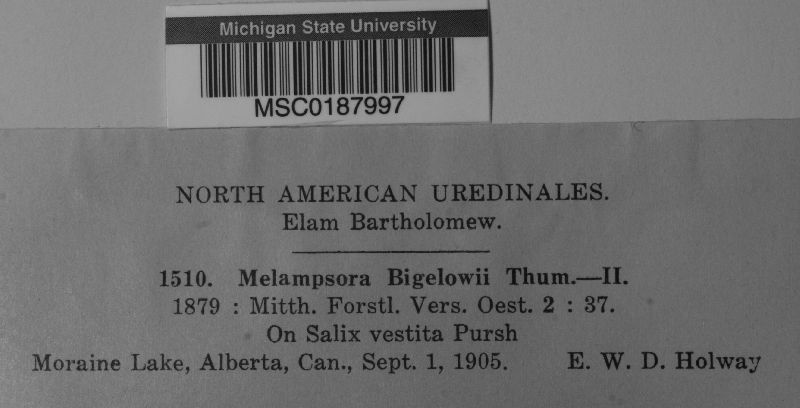 Michigan State University
MSC0187997
NORTH AMERICAN UREDINALES.
Elam Bartholomew.
1510. Melampsora Bigelowii Thum.—II.
1879 : Mitth. Forstl. Vers. Oest. 2 : 37.
On Salix vestita Pursh
Moraine Lake, Alberta, Can., Sept. 1, 1905. E. W. D. Holway